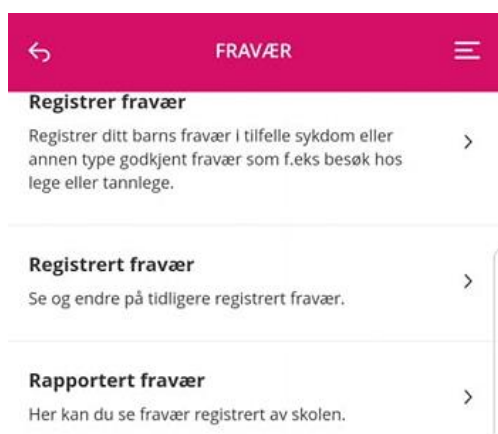 FRAVÆR
Registrer fravær
Registrer ditt barns fravær i tilfelle sykdom eller
annen type godkjent fravær som f.eks besøk hos
lege eller tannlege.
Registrert fravær
Se og endre på tidligere registrert fravær.
Rapportert fravær
Her kan du se fravær registrert av skolen.